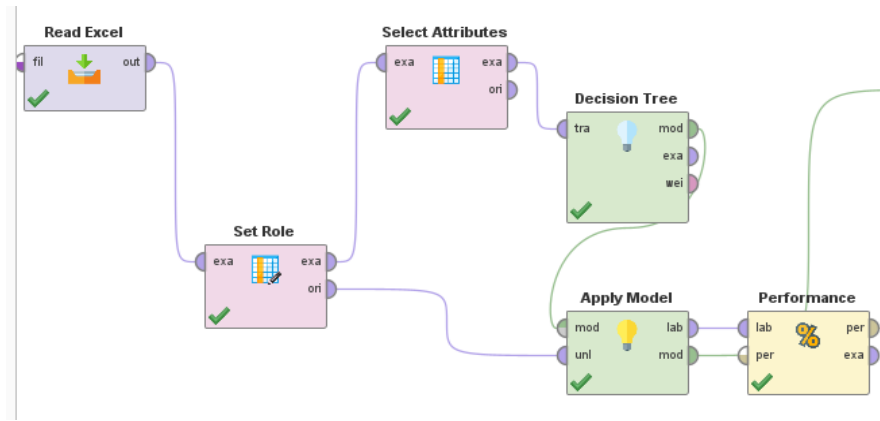 Read Excel
fil
out
Select Attributes
exa
exa
ori
Decision Tree
tra
mod
exa
wei
Set Role
exa
exa
ori
Apply Model
mod
lab
unl
mod
Performance
lab
per
per
exa
%